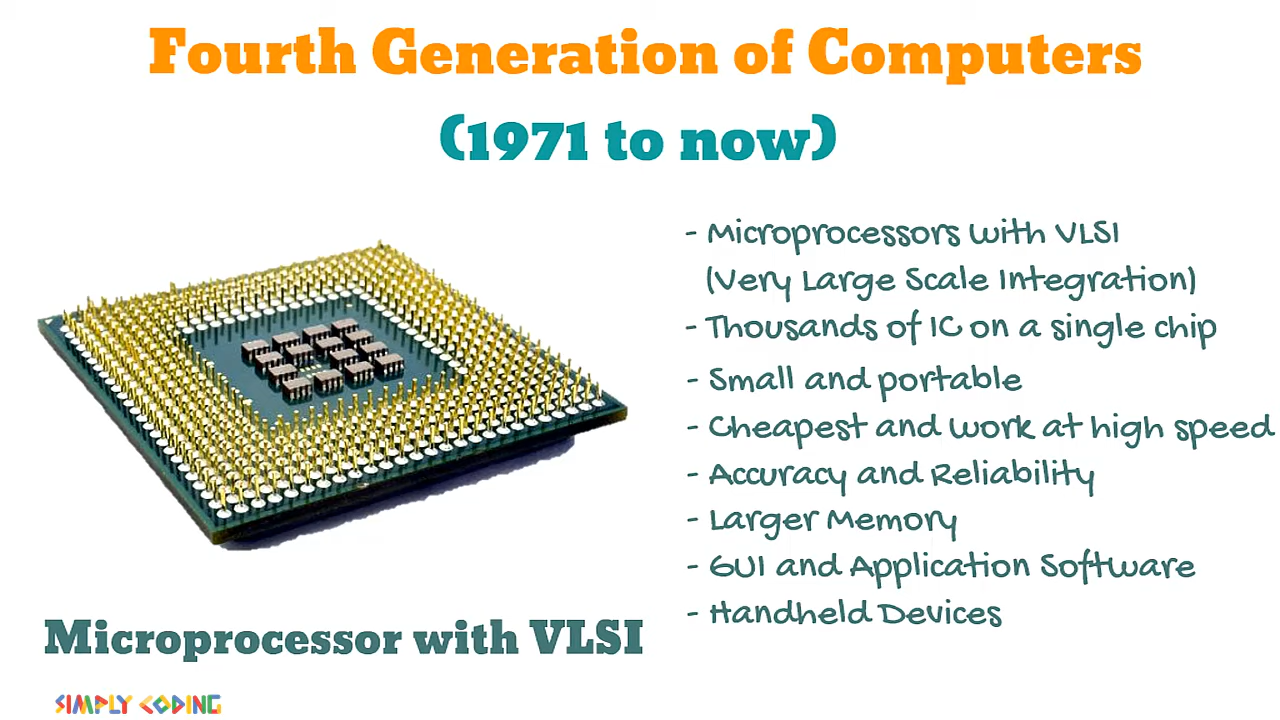 Fourth Generation of Computers
(1971 to now)
- Microprocessors with VLSI
(Very Large Scale Integration)
- Thousands of IC on a single chip
- Small and portable
- Cheapest and work at high speed
- Accuracy and Reliability
- Larger Memory
- GUI and Application Software
- Handheld Devices
Microprocessor with VLSI
SIMPLY CODING